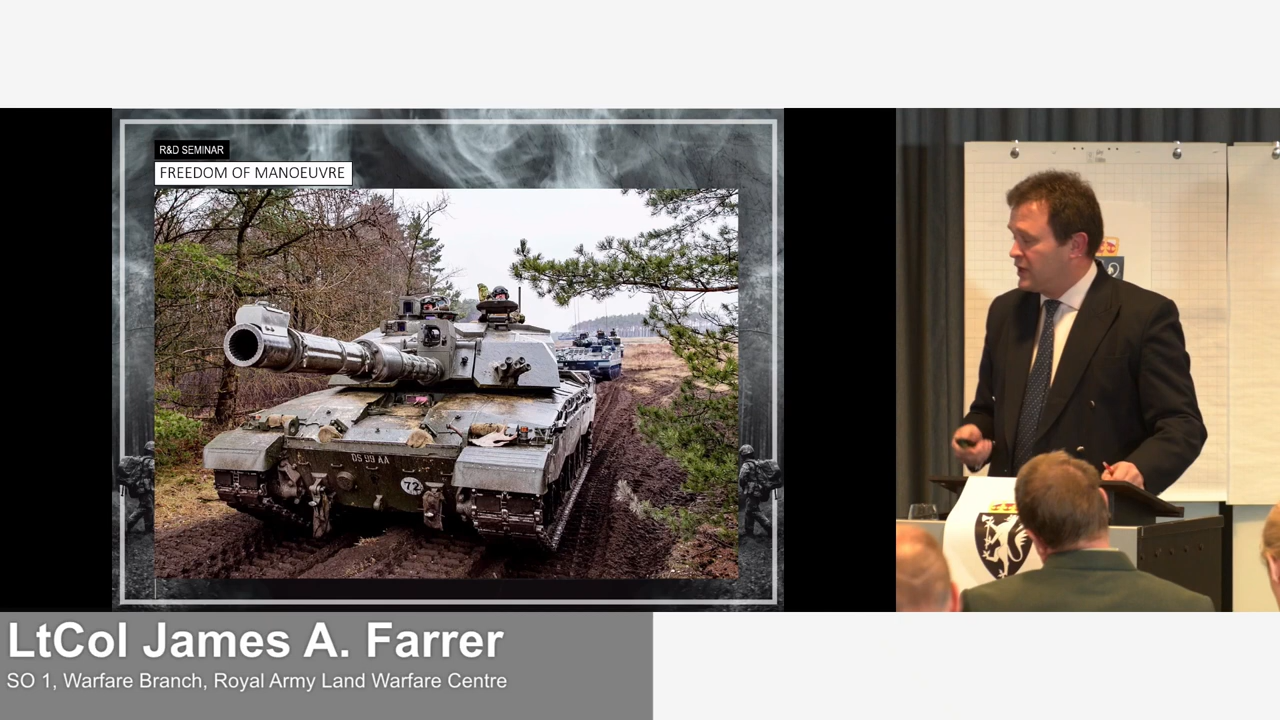 R&D SEMINAR
FREEDOM OF MANOEUVRE
DS 99 AA
72
LtCol James A. Farrer
SO 1, Warfare Branch, Royal Army Land Warfare Centre